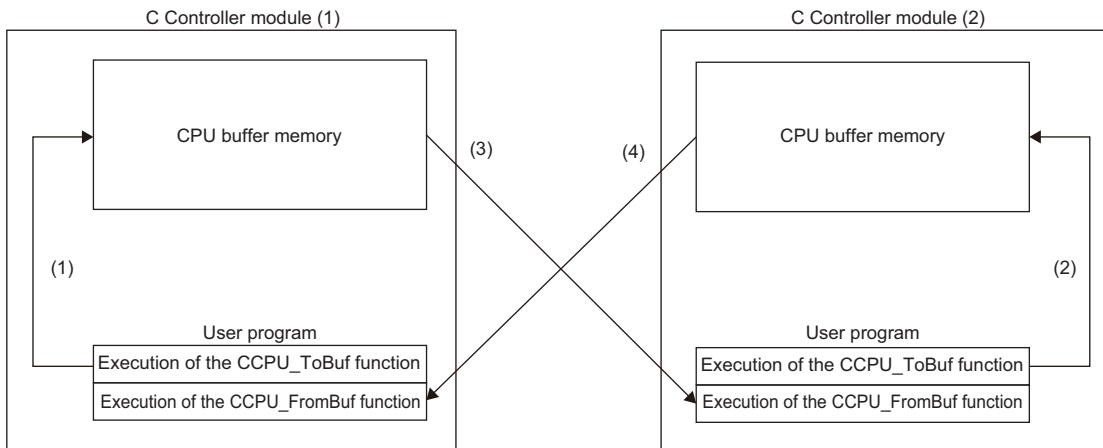 C Controller module (1)
C Controller module (2)
CPU buffer memory
CPU buffer memory
(3)
(4)
(1)
(2)
User program
User program
Execution of the CCPU_ToBuf function
Execution of the CCPU_ToBuf function
Execution of the CCPU_FromBuf function
Execution of the CCPU_FromBuf function